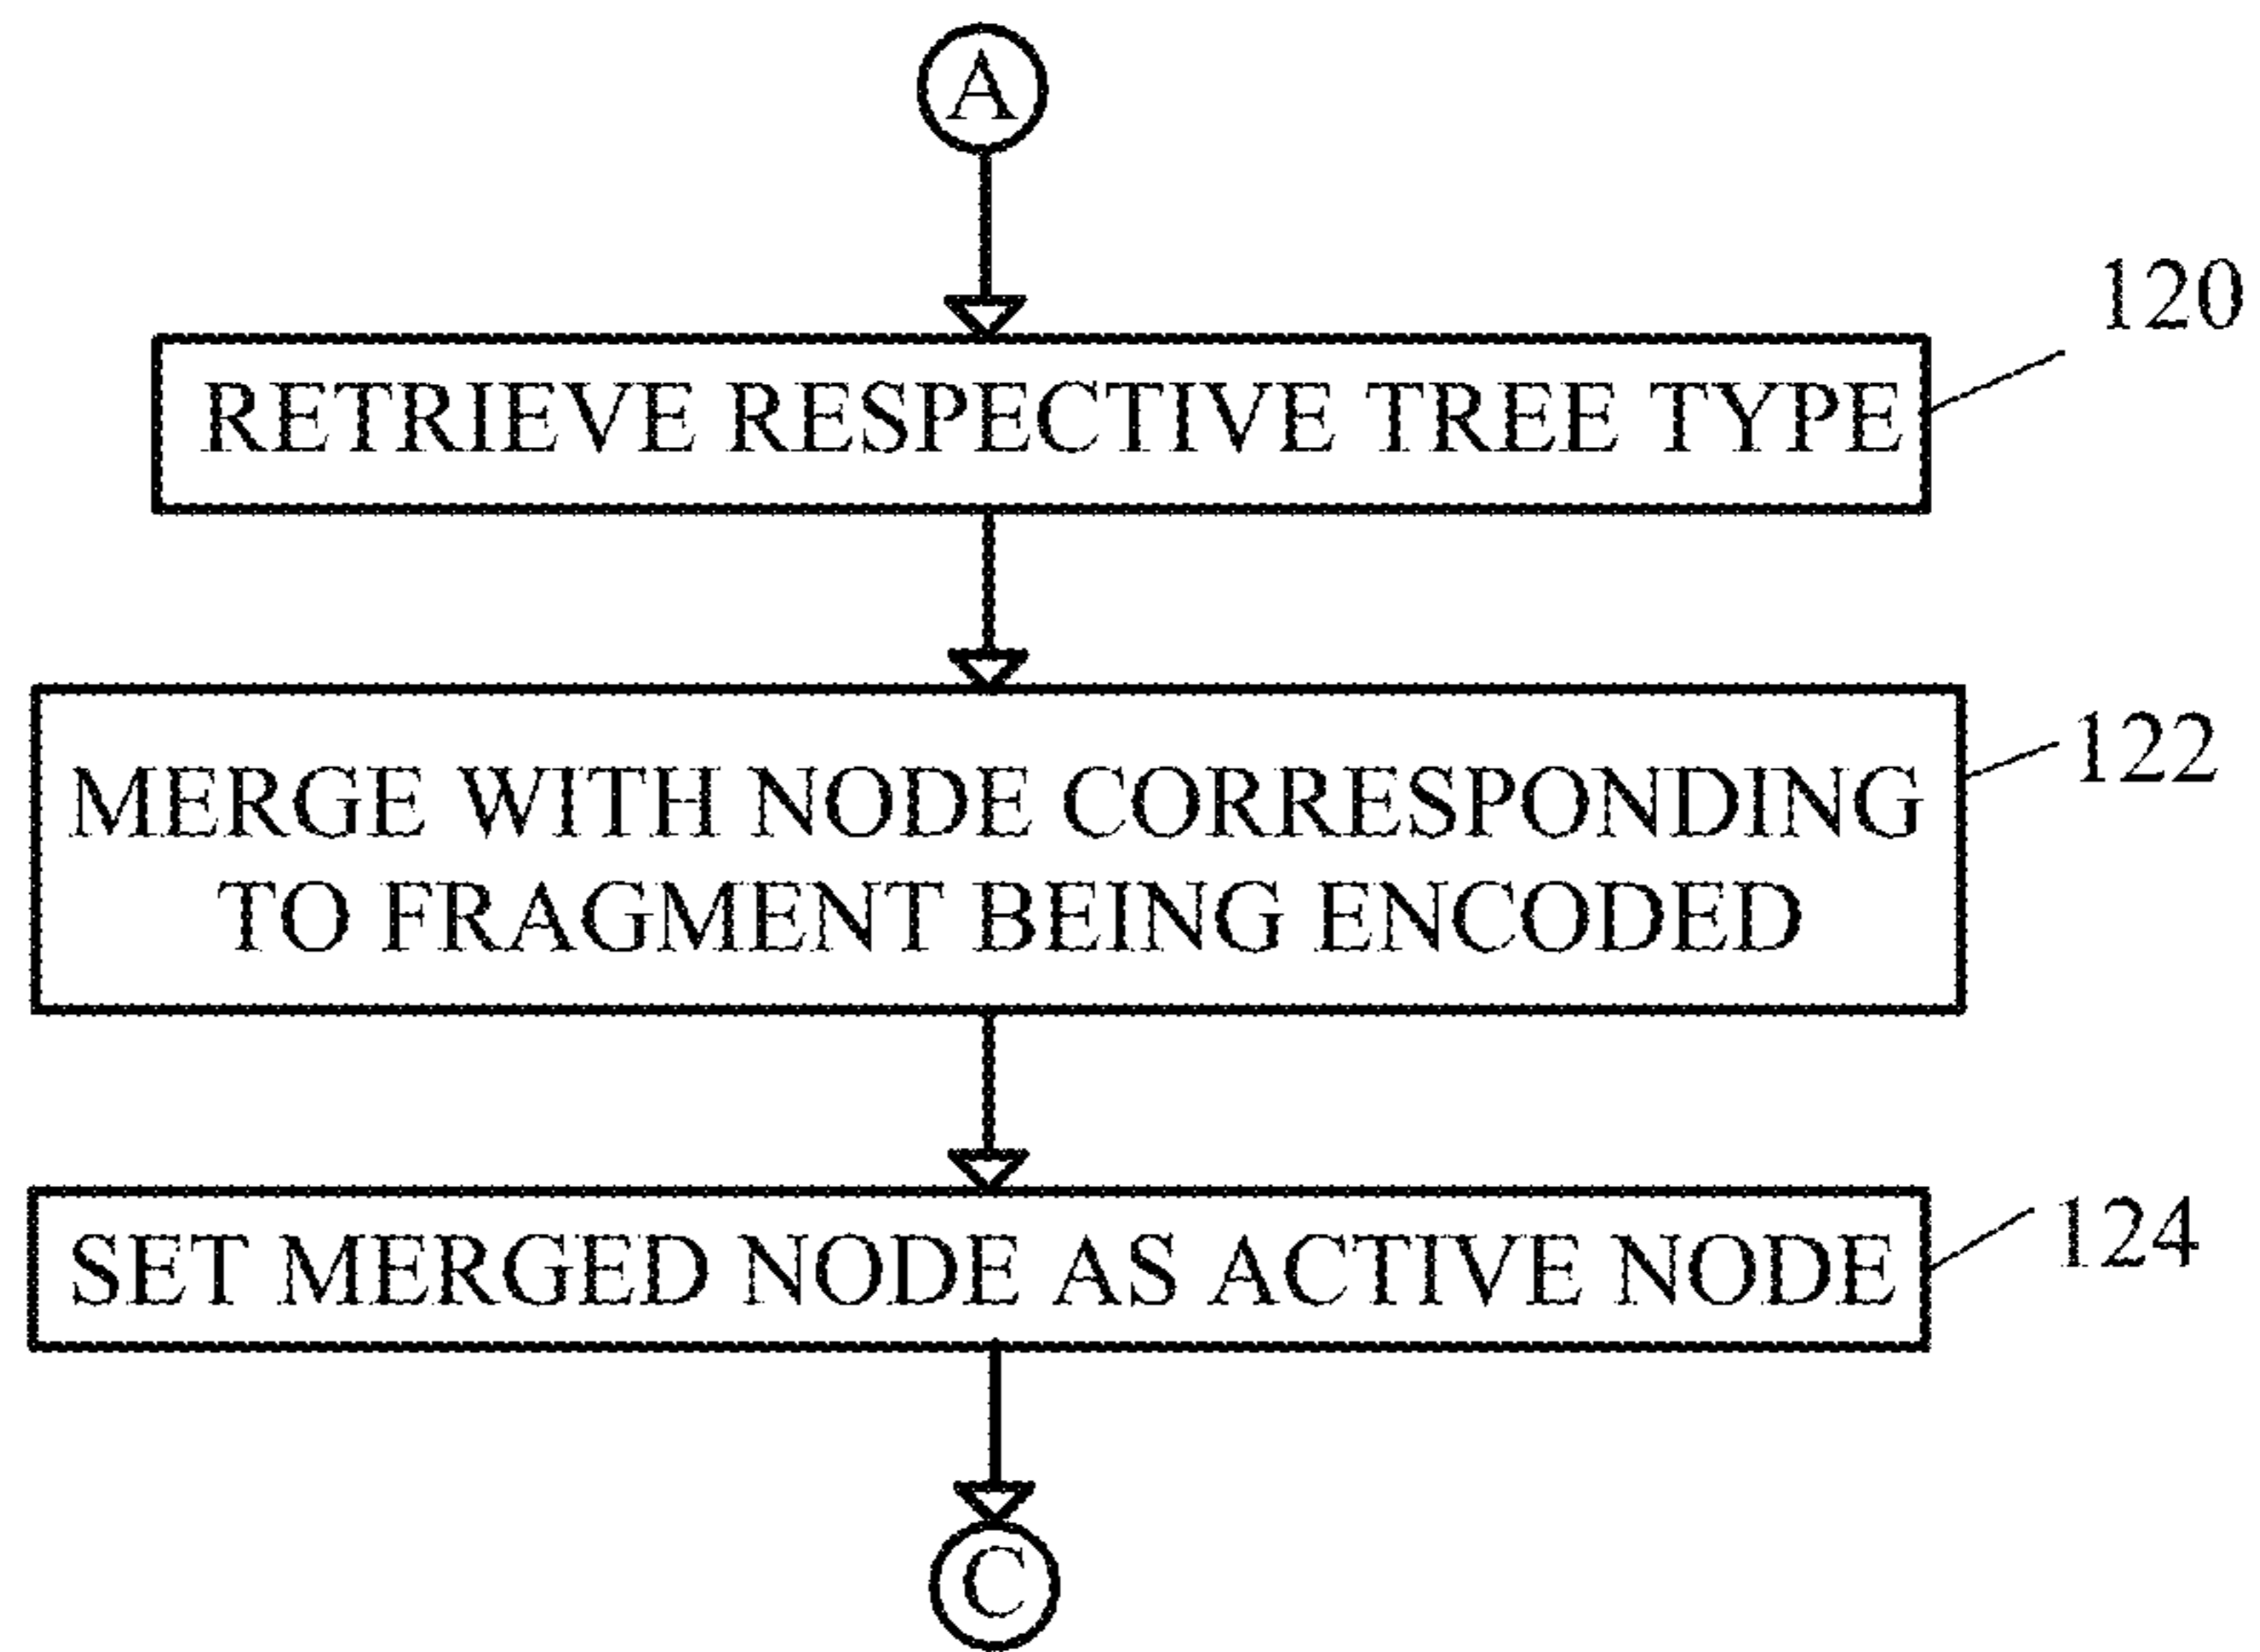 A
120
RETRIEVE RESPECTIVE TREE TYPE
122
MERGE WITH NODE CORRESPONDING
TO FRAGMENT BEING ENCODED
124
SET MERGED NODE AS ACTIVE NODE
C